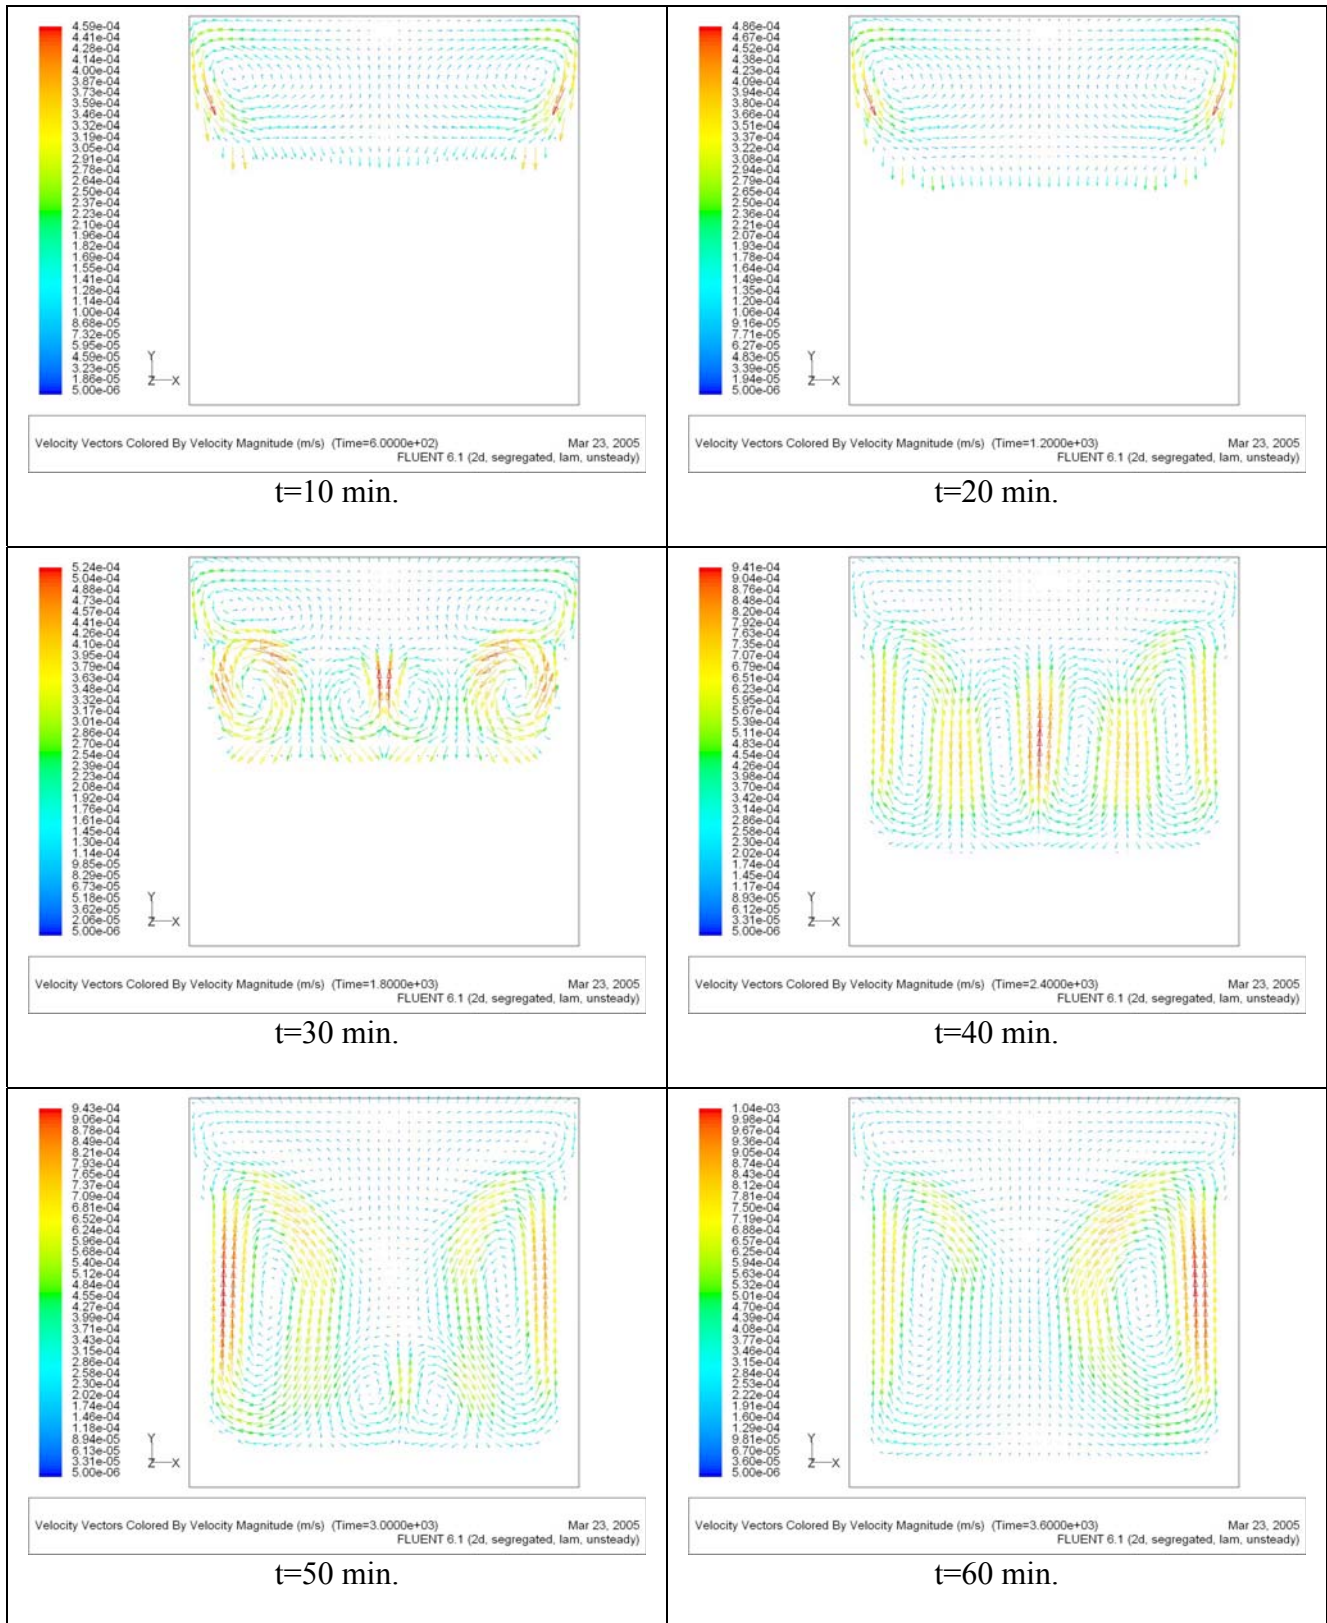 4.59e-04
4.41e-04
4.28e-04
4.14e-04
4.00e-04
3.87e-04
3.73e-04
3.59e-04
3.46e-04
3.32e-04
3.19e-04
3.05e-04
2.91e-04
2.78e-04
2.64e-04
2.50e-04
2.37e-04
2.23e-04
2.10e-04
1.96e-04
1.82e-04
1.69e-04
1.55e-04
1.41e-04
1.28e-04
1.14e-04
1.00e-04
8.68e-05
7.32e-05
5.95e-05
4.59e-05
3.23e-05
1.86e-05
5.00e-06
Y
Z X
Velocity Vectors Colored By Velocity Magnitude (m/s) (Time=6.0000e+02) Mar 23, 2005
FLUENT 6.1 (2d, segregated, lam, unsteady)
t=10 min.
4.86e-04
4.67e-04
4.52e-04
4.38e-04
4.23e-04
4.09e-04
3.94e-04
3.80e-04
3.66e-04
3.51e-04
3.37e-04
3.22e-04
3.08e-04
2.94e-04
2.79e-04
2.65e-04
2.50e-04
2.36e-04
2.21e-04
2.07e-04
1.93e-04
1.78e-04
1.64e-04
1.49e-04
1.35e-04
1.20e-04
1.06e-04
9.16e-05
7.71e-05
6.27e-05
4.83e-05
3.39e-05
1.94e-05
5.00e-06
Y
Z X
Velocity Vectors Colored By Velocity Magnitude (m/s) (Time=1.2000e+03) Mar 23, 2005
FLUENT 6.1 (2d, segregated, lam, unsteady)
t=20 min.
5.24e-04
5.04e-04
4.88e-04
4.73e-04
4.57e-04
4.41e-04
4.26e-04
4.10e-04
3.95e-04
3.79e-04
3.63e-04
3.48e-04
3.32e-04
3.17e-04
3.01e-04
2.86e-04
2.70e-04
2.54e-04
2.39e-04
2.23e-04
2.08e-04
1.92e-04
1.76e-04
1.61e-04
1.45e-04
1.30e-04
1.14e-04
9.85e-05
8.29e-05
6.73e-05
5.18e-05
3.62e-05
2.06e-05
5.00e-06
Y
Z X
Velocity Vectors Colored By Velocity Magnitude (m/s) (Time=1.8000e+03) Mar 23, 2005
FLUENT 6.1 (2d, segregated, lam, unsteady)
t=30 min.
9.41e-04
9.04e-04
8.76e-04
8.48e-04
8.20e-04
7.92e-04
7.63e-04
7.35e-04
7.07e-04
6.79e-04
6.51e-04
6.23e-04
5.95e-04
5.67e-04
5.39e-04
5.11e-04
4.83e-04
4.54e-04
4.26e-04
3.98e-04
3.70e-04
3.42e-04
3.14e-04
2.86e-04
2.58e-04
2.30e-04
2.02e-04
1.74e-04
1.45e-04
1.17e-04
8.93e-05
6.12e-05
3.31e-05
5.00e-06
Y
Z X
Velocity Vectors Colored By Velocity Magnitude (m/s) (Time=2.4000e+03) Mar 23, 2005
FLUENT 6.1 (2d, segregated, lam, unsteady)
t=40 min.
9.43e-04
9.06e-04
8.78e-04
8.49e-04
8.21e-04
7.93e-04
7.65e-04
7.37e-04
7.09e-04
6.81e-04
6.52e-04
6.24e-04
5.96e-04
5.68e-04
5.40e-04
5.12e-04
4.84e-04
4.55e-04
4.27e-04
3.99e-04
3.71e-04
3.43e-04
3.15e-04
2.86e-04
2.58e-04
2.30e-04
2.02e-04
1.74e-04
1.46e-04
1.18e-04
8.94e-05
6.13e-05
3.31e-05
5.00e-06
Y
Z X
Velocity Vectors Colored By Velocity Magnitude (m/s) (Time=3.0000e+03) Mar 23, 2005
FLUENT 6.1 (2d, segregated, lam, unsteady)
t=50 min.
1.04e-03
9.98e-04
9.67e-04
9.36e-04
9.05e-04
8.74e-04
8.43e-04
8.12e-04
7.81e-04
7.50e-04
7.19e-04
6.88e-04
6.57e-04
6.25e-04
5.94e-04
5.63e-04
5.32e-04
5.01e-04
4.70e-04
4.39e-04
4.08e-04
3.77e-04
3.46e-04
3.15e-04
2.84e-04
2.53e-04
2.22e-04
1.91e-04
1.60e-04
1.29e-04
9.81e-05
6.70e-05
3.60e-05
5.00e-06
Y
Z X
Velocity Vectors Colored By Velocity Magnitude (m/s) (Time=3.6000e+03) Mar 23, 2005
FLUENT 6.1 (2d, segregated, lam, unsteady)
t=60 min.